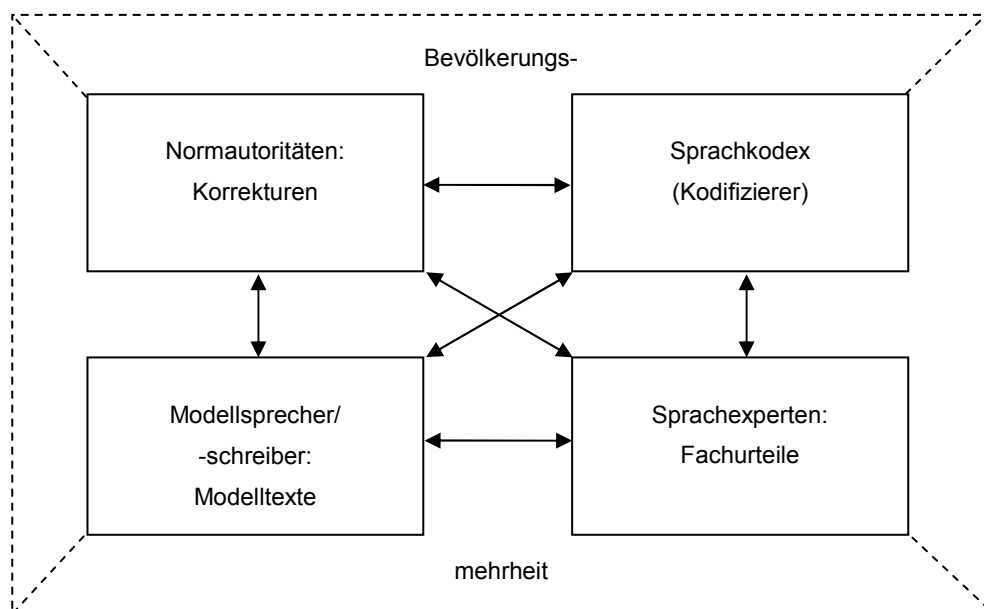 Bevölkerungs-
Normautoritäten:
Korrekturen
Sprachkodex
(Kodifizierer)
Modellsprecher/
-schreiber:
Modelltexte
Sprachexperten:
Fachurteile
mehrheit